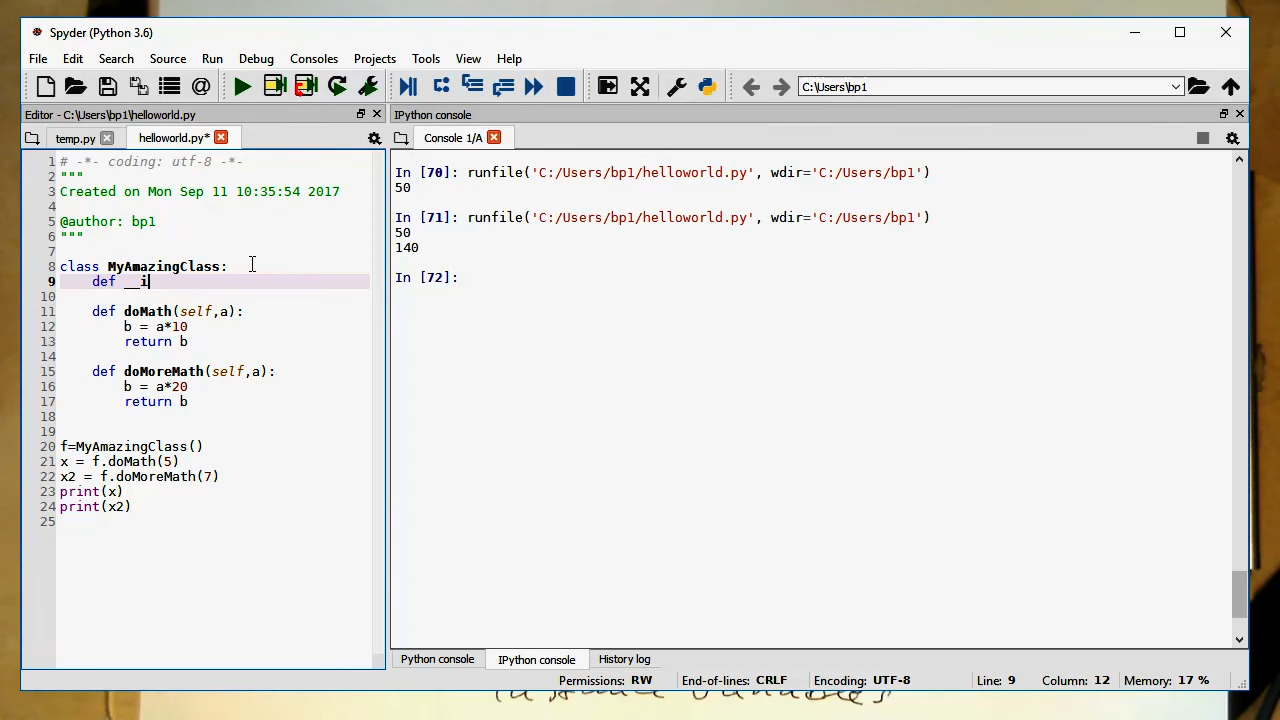 Spyder (Python 3.6)
File Edit Search Source Run Debug Consoles Projects Tools View Help
C:\Users\bp1
Editor - C:\Users\bp1\helloworld.py
IPython console
temp.py
helloworld.py*
Console 1/A
1 # -*- coding: utf-8 -*-
2 """
3 Created on Mon Sep 11 10:35:54 2017
4
5 @author: bp1
6 """
7
8 class MyAmazingClass:
9 def __i
10
11 def doMath(self,a):
12 b = a*10
13 return b
14
15 def doMoreMath(self,a):
16 b = a*20
17 return b
18
19
20 f=MyAmazingClass()
21 x = f.doMath(5)
22 x2 = f.doMoreMath(7)
23 print(x)
24 print(x2)
25
In [70]: runfile('C:/Users/bp1/helloworld.py', wdir='C:/Users/bp1')
50
In [71]: runfile('C:/Users/bp1/helloworld.py', wdir='C:/Users/bp1')
50
140
In [72]:
Python console IPython console History log
Permissions: RW End-of-lines: CRLF Encoding: UTF-8 Line: 9 Column: 12 Memory: 17 %
variables